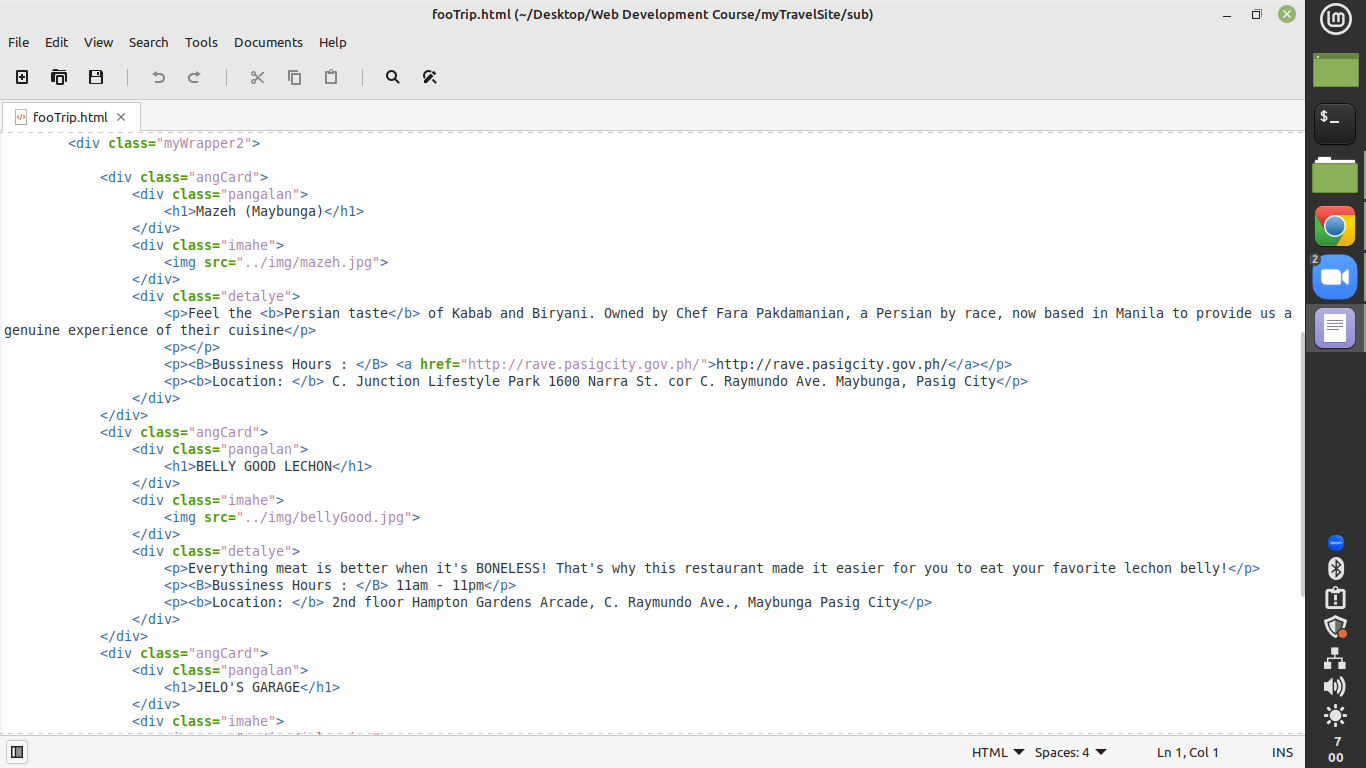 fooTrip.html (~/Desktop/Web Development Course/myTravelSite/sub)
File Edit View Search Tools Documents Help
fooTrip.html
<div class="myWrapper2">
<div class="angCard">
<div class="pangalan">
<h1>Mazeh (Maybunga)</h1>
</div>
<div class="imahe">
<img src="../img/mazeh.jpg">
</div>
<div class="detalye">
<p>Feel the <b>Persian taste</b> of Kabab and Biryani. Owned by Chef Fara Pakdamanian, a Persian by race, now based in Manila to provide us a
genuine experience of their cuisine</p>
<p></p>
<p><B>Bussiness Hours : </B> <a href="http://rave.pasigcity.gov.ph/">http://rave.pasigcity.gov.ph/</a></p>
<p><b>Location: </b> C. Junction Lifestyle Park 1600 Narra St. cor C. Raymundo Ave. Maybunga, Pasig City</p>
</div>
</div>
<div class="angCard">
<div class="pangalan">
<h1>BELLY GOOD LECHON</h1>
</div>
<div class="imahe">
<img src="../img/bellyGood.jpg">
</div>
<div class="detalye">
<p>Everything meat is better when it's BONELESS! That's why this restaurant made it easier for you to eat your favorite lechon belly!</p>
<p><B>Bussiness Hours : </B> 11am - 11pm</p>
<p><b>Location: </b> 2nd floor Hampton Gardens Arcade, C. Raymundo Ave., Maybunga Pasig City</p>
</div>
</div>
<div class="angCard">
<div class="pangalan">
<h1>JELO'S GARAGE</h1>
</div>
<div class="imahe">
HTML Spaces: 4 Ln 1, Col 1 INS
$_
2
7
00